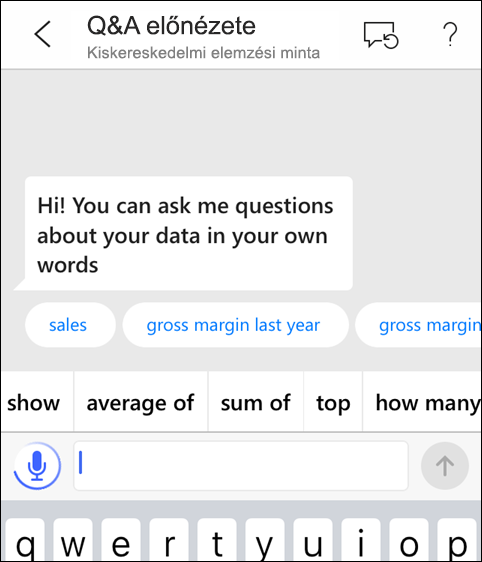 Q&A előnézete
Kiskereskedelmi elemzési minta
?
Hi! You can ask me questions
about your data in your own
words
sales gross margin last year gross margin
show average of sum of top how many
q w e r t y u i o p